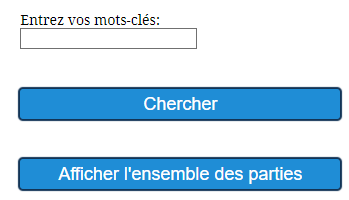 Entrez vos mots-clés:
Chercher
Afficher l'ensemble des parties